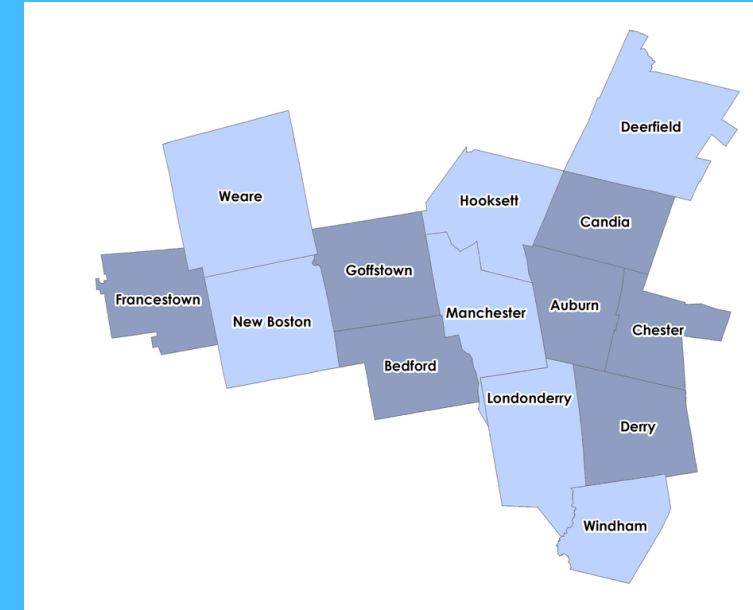 Deerfield
Weare
Hooksett
Candia
Goffstown
Francestown
Auburn
Manchester
New Boston
Chester
Bedford
Londonderry
Derry
Windham